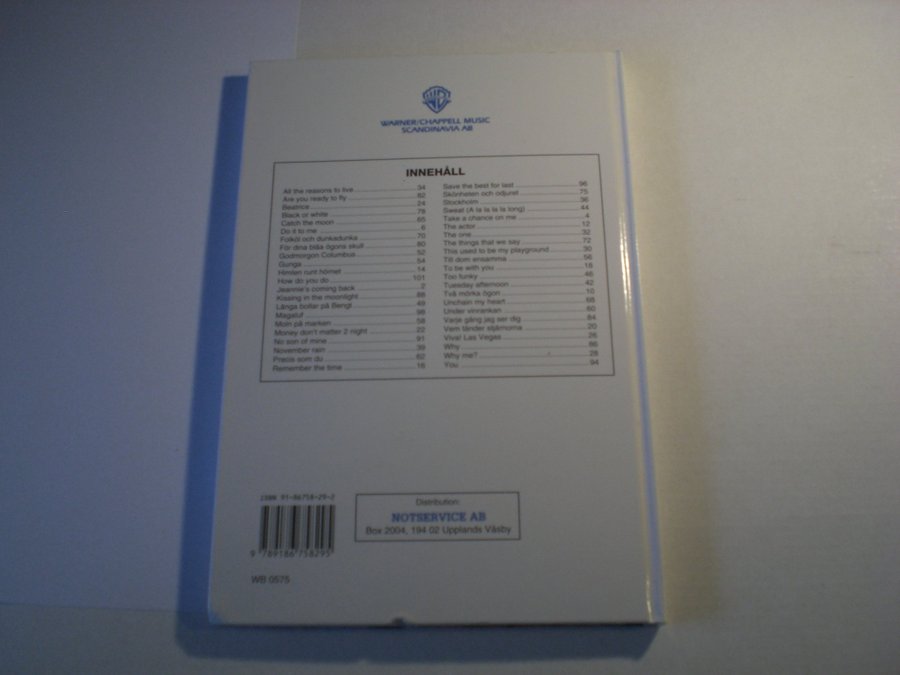 WARNER/CHAPPELL MUSIC
SCANDINAVIA AB
INNEHÅLL
All the reasons to live 34
Are you ready to fly 82
Beatrice 24
Black or white 78
Catch the moon 65
Do it to me 6
Folköl och dunkadunka 70
För dina blåa ögons skull 80
Godmorgon Columbus 52
Gunga 54
Himlen runt hörnet 14
How do you do 101
Jeannie's coming back 2
Kissing in the moonlight 88
Långa bollar på Bengt 49
Magaluf 98
Moln på marken 58
Money don't matter 2 night 22
No son of mine 91
November rain 39
Precis som du 62
Remember the time 16
Save the best for last 96
Skönheten och odjuret 75
Stockholm 36
Sweat (A la la la la long) 44
Take a chance on me 4
The actor 12
The one 32
The things that we say 72
This used to be my playground 30
Till dom ensamma 56
To be with you 18
Too funky 46
Tuesday afternoon 42
Två mörka ögon 10
Unchain my heart 68
Under vinrankan 60
Varje gång jag ser dig 84
Vem tänder stjärnorna 20
Viva! Las Vegas 26
Why 86
Why me? 28
You 94
ISBN 91-86758-29-2
9 789186 758295
WB 0575
Distribution:
NOTSERVICE AB
Box 2004, 194 02 Upplands Väsby